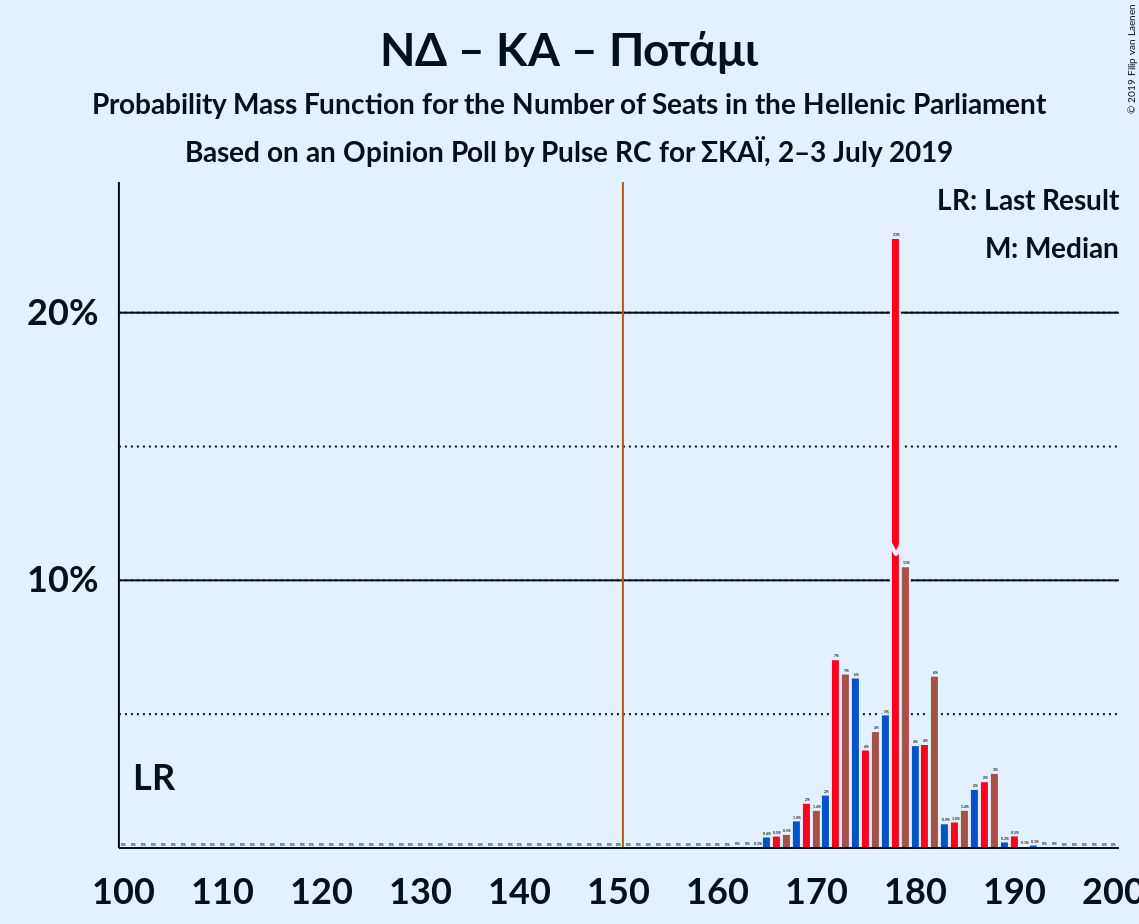 ΝΔ – ΚΑ – Ποτάμι
Probability Mass Function for the Number of Seats in the Hellenic Parliament
Based on an Opinion Poll by Pulse RC for ΣΚΑΪ, 2–3 July 2019
© 2019 Filip van Laenen
LR: Last Result
M: Median
20%
10%
LR
M
100 110 120 130 140 150 160 170 180 190 200